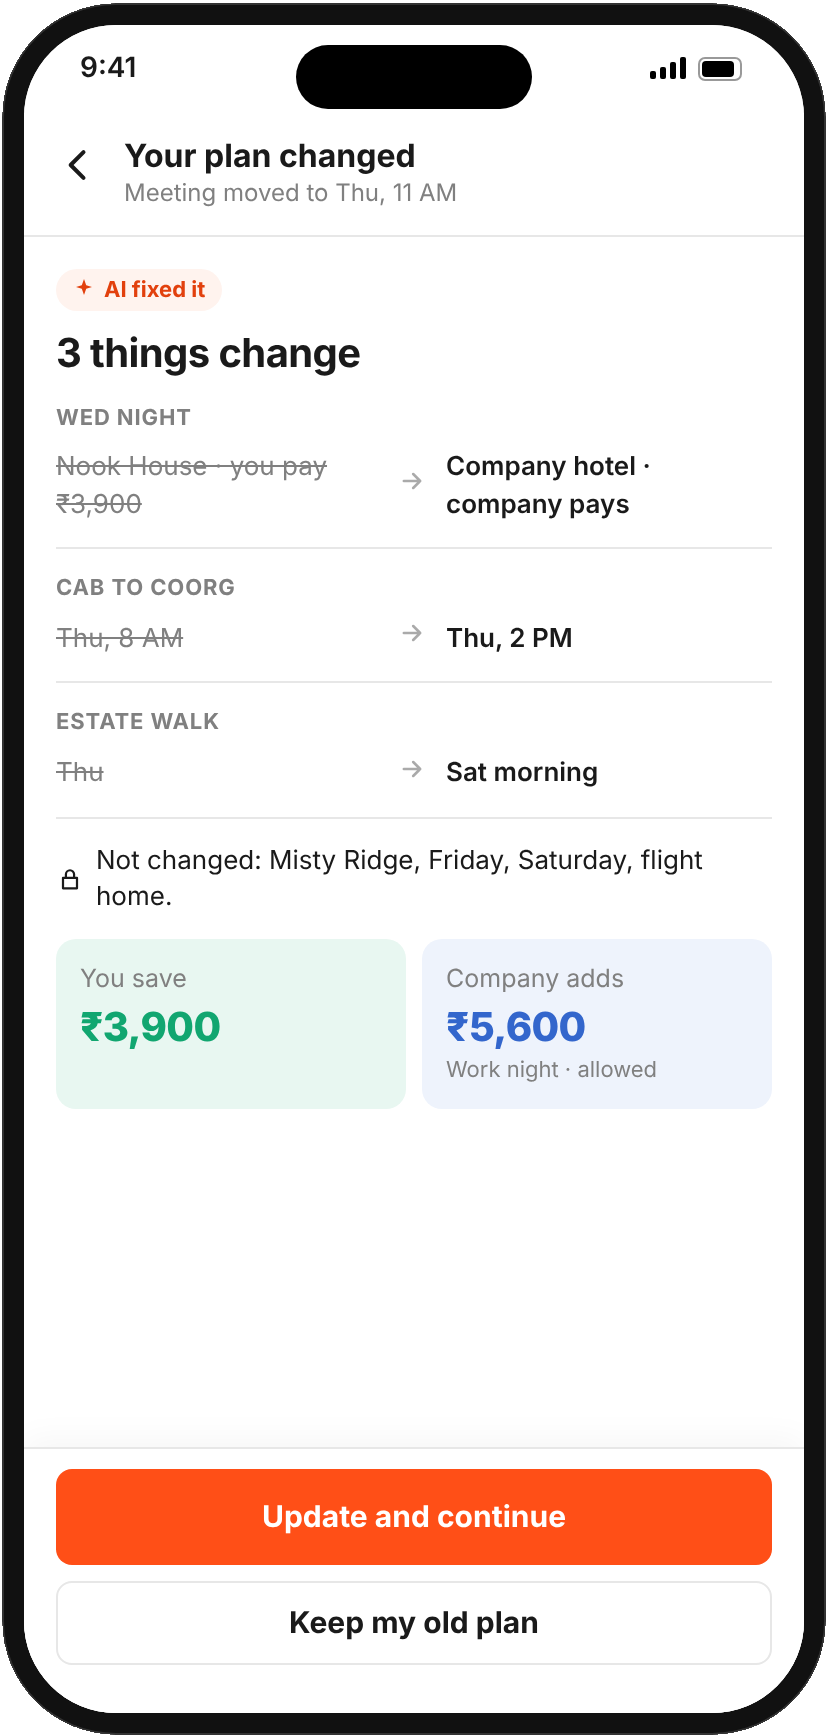 9:41
Your plan changed
Meeting moved to Thu, 11 AM
AI fixed it
3 things change
WED NIGHT
Nook House · you pay ₹3,900 → Company hotel · company pays
CAB TO COORG
Thu, 8 AM → Thu, 2 PM
ESTATE WALK
Thu → Sat morning
Not changed: Misty Ridge, Friday, Saturday, flight
home.
You save
₹3,900
Company adds
₹5,600
Work night · allowed
Update and continue
Keep my old plan